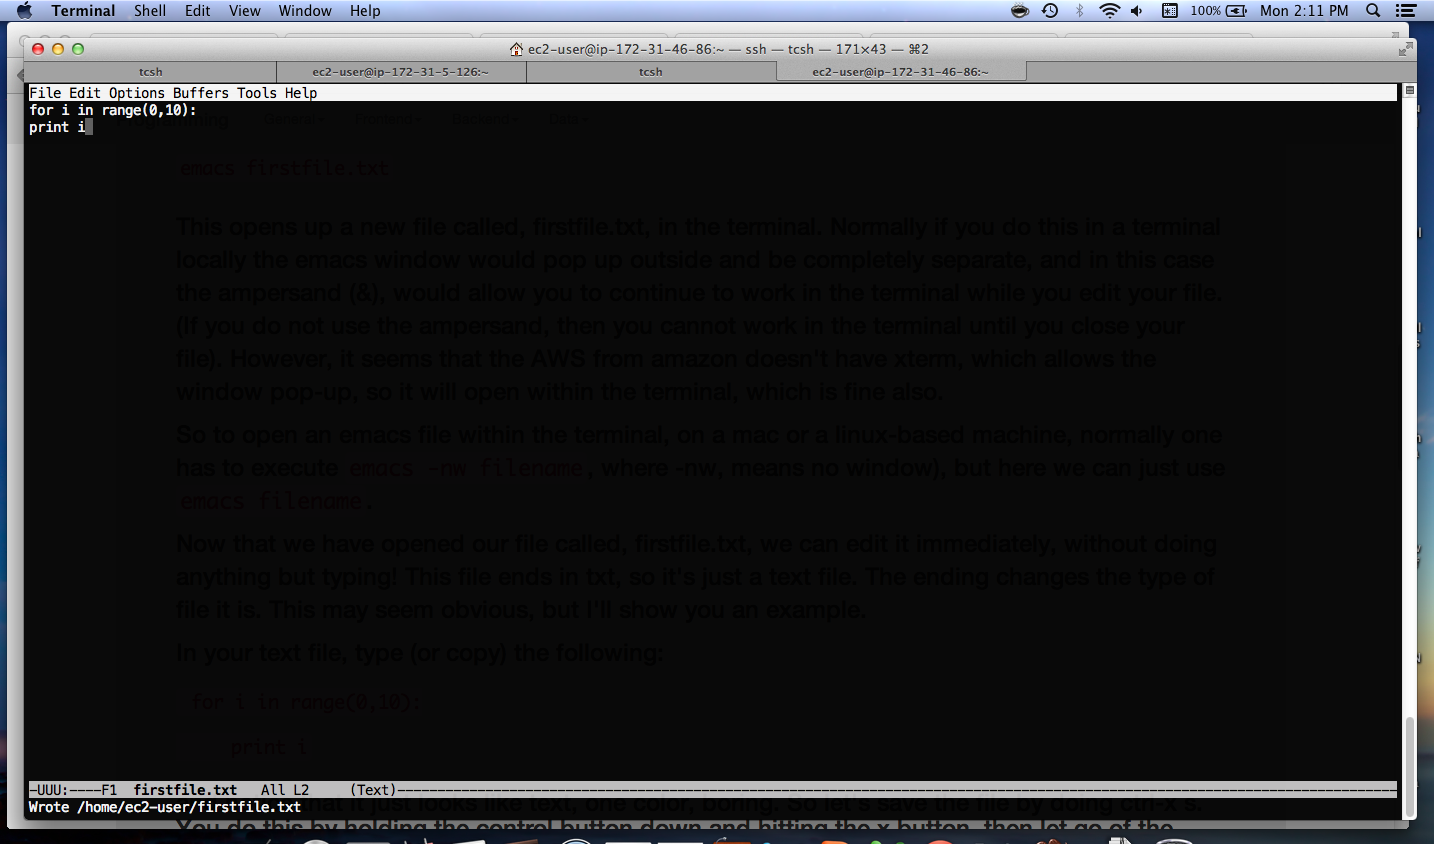 Terminal Shell Edit View Window Help 100% Mon 2:11 PM
ec2-user@ip-172-31-46-86:~ — ssh — tcsh — 171×43 — ⌘2
tcsh ec2-user@ip-172-31-5-126:~ tcsh ec2-user@ip-172-31-46-86:~
File Edit Options Buffers Tools Help
for i in range(0,10):
print i
emacs firstfile.txt
This opens up a new file called, firstfile.txt, in the terminal. Normally if you do this in a terminal
locally the emacs window would pop up outside and be completely separate, and in this case
the ampersand (&), would allow you to continue to work in the terminal while you edit your file.
(If you do not use the ampersand, then you cannot work in the terminal until you close your
file). However, it seems that the AWS from amazon doesn't have xterm, which allows the
window pop-up, so it will open within the terminal, which is fine also.
So to open an emacs file within the terminal, on a mac or a linux-based machine, normally one
has to execute emacs -nw filename, where -nw, means no window), but here we can just use
emacs filename.
Now that we have opened our file called, firstfile.txt, we can edit it immediately, without doing
anything but typing! This file ends in txt, so it's just a text file. The ending changes the type of
file it is. This may seem obvious, but I'll show you an example.
In your text file, type (or copy) the following:
for i in range(0,10):
print i
-UUU:----F1 firstfile.txt All L2 (Text)
Wrote /home/ec2-user/firstfile.txt
that it just looks like text, one color, boring. So let's save the file by doing ctrl-x s.
You do this by holding the control button down and hitting the x button, then let go of the